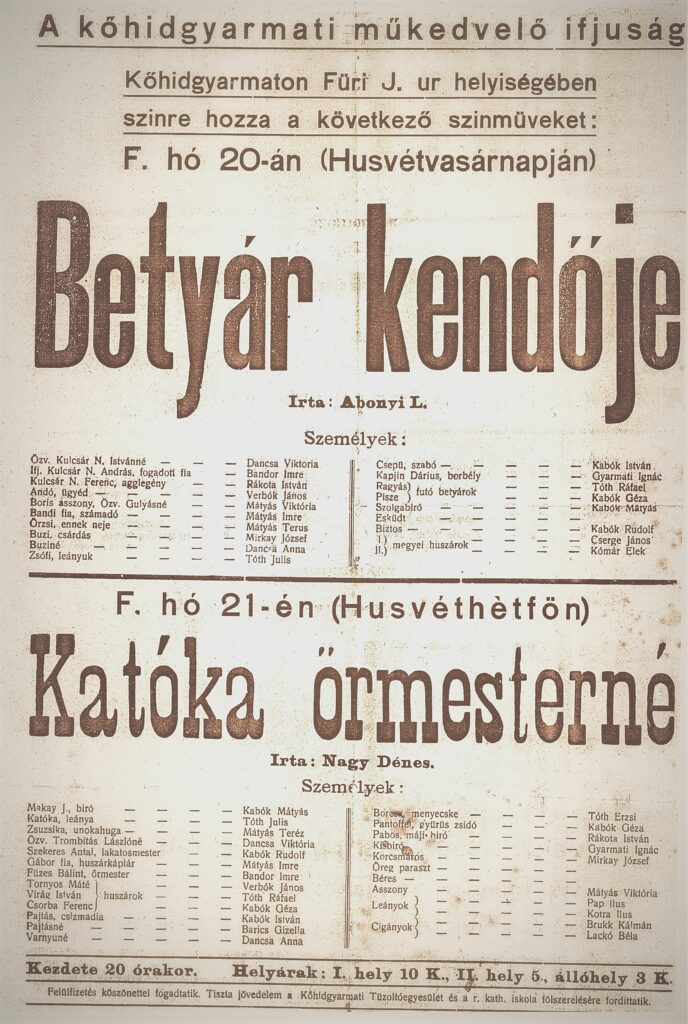 A kőhidgyarmati műkedvelő ifjuság
Kőhidgyarmaton Füri J. ur helyiségében
szinre hozza a következő szinmüveket:
F. hó 20-án (Husvétvasárnapján)
Betyár kendője
Irta: Abonyi L.
Személyek:
Özv. Kulcsár N. Istvánné — — — Dancsa Viktoria
Ifj. Kulcsár N. András, fogadott fia — — Bandor Imre
Kulcsár N. Ferenc, agglegény — — — Rákota István
Andó, ügyéd — — — — Verbók János
Boris asszony, Özv. Gulyásné — — Mátyás Viktória
Bandi fia, számadó — — — — Mátyás Imre
Örzsi, ennek neje — — — — Mátyás Terus
Buzi, csárdás — — — — Mirkay József
Buziné — — — — — Dancsa Anna
Zsófi, leányuk — — — — Tóth Julis
Csepü, szabó — — — — — Kabók István
Kapjin Dárius, borbély — — — — Gyarmati Ignác
Ragyás } futó betyárok — — — Tóth Ráfael
Pisze } — — — Kabók Géza
Szolgabiró — — — — — Kabók Mátyás
Esküdt — — — — —
Biztos — — — — — Kabók Rudolf
I.) megyei huszárok — — — — Cserge János
II.) — — — — Kómár Elek
F. hó 21-én (Husvéthètfön)
Katóka őrmesterné
Irta: Nagy Dénes.
Személyek:
Makay J., biró — — — — Kabók Mátyás
Katóka, leánya — — — — Tóth Julis
Zsuzsika, unokahuga — — — — Mátyás Teréz
Özv. Trombitás Lászlóné — — — Dancsa Viktória
Szekeres Antal, lakatosmester — — Kabók Rudolf
Gábor fia, huszárkáplár — — — Mátyás Imre
Füzes Bálint, őrmester — — — Bandor Imre
Tornyos Máté } — — — Verbók János
Virág István } huszárok — — — Tóth Ráfael
Csorba Ferenc } — — — Kabók Géza
Pajtás, csizmadia — — — — Kabók István
Pajtásné — — — — — Barics Gizella
Varnyuné — — — — — Dancsa Anna
menyecske — — — — Tóth Erzsi
Pantoffel, gyürüs zsidó — — — Kabók Géza
Pabos, biró — — — — Rákota István
Kisbiró — — — — Gyarmati Ignác
Korcsmáros — — — — Mirkay József
Öreg paraszt — — — —
Béres — — — — —
Asszony — — — — Mátyás Viktória
Leányok } — — — — Pap Ilus
— — — — Kotra Ilus
Cigányok } — — — — Brukk Kálmán
— — — — Lackó Béla
Kezdete 20 órakor. Helyárak: I. hely 10 K., II. hely 5., állóhely 3 K.
Felülfizetés köszönettel fogadtatik. Tiszta jövedelem a Kőhidgyarmati Tüzoltóegyesület és a r. kath. iskola fölszerelésére fordittatik.